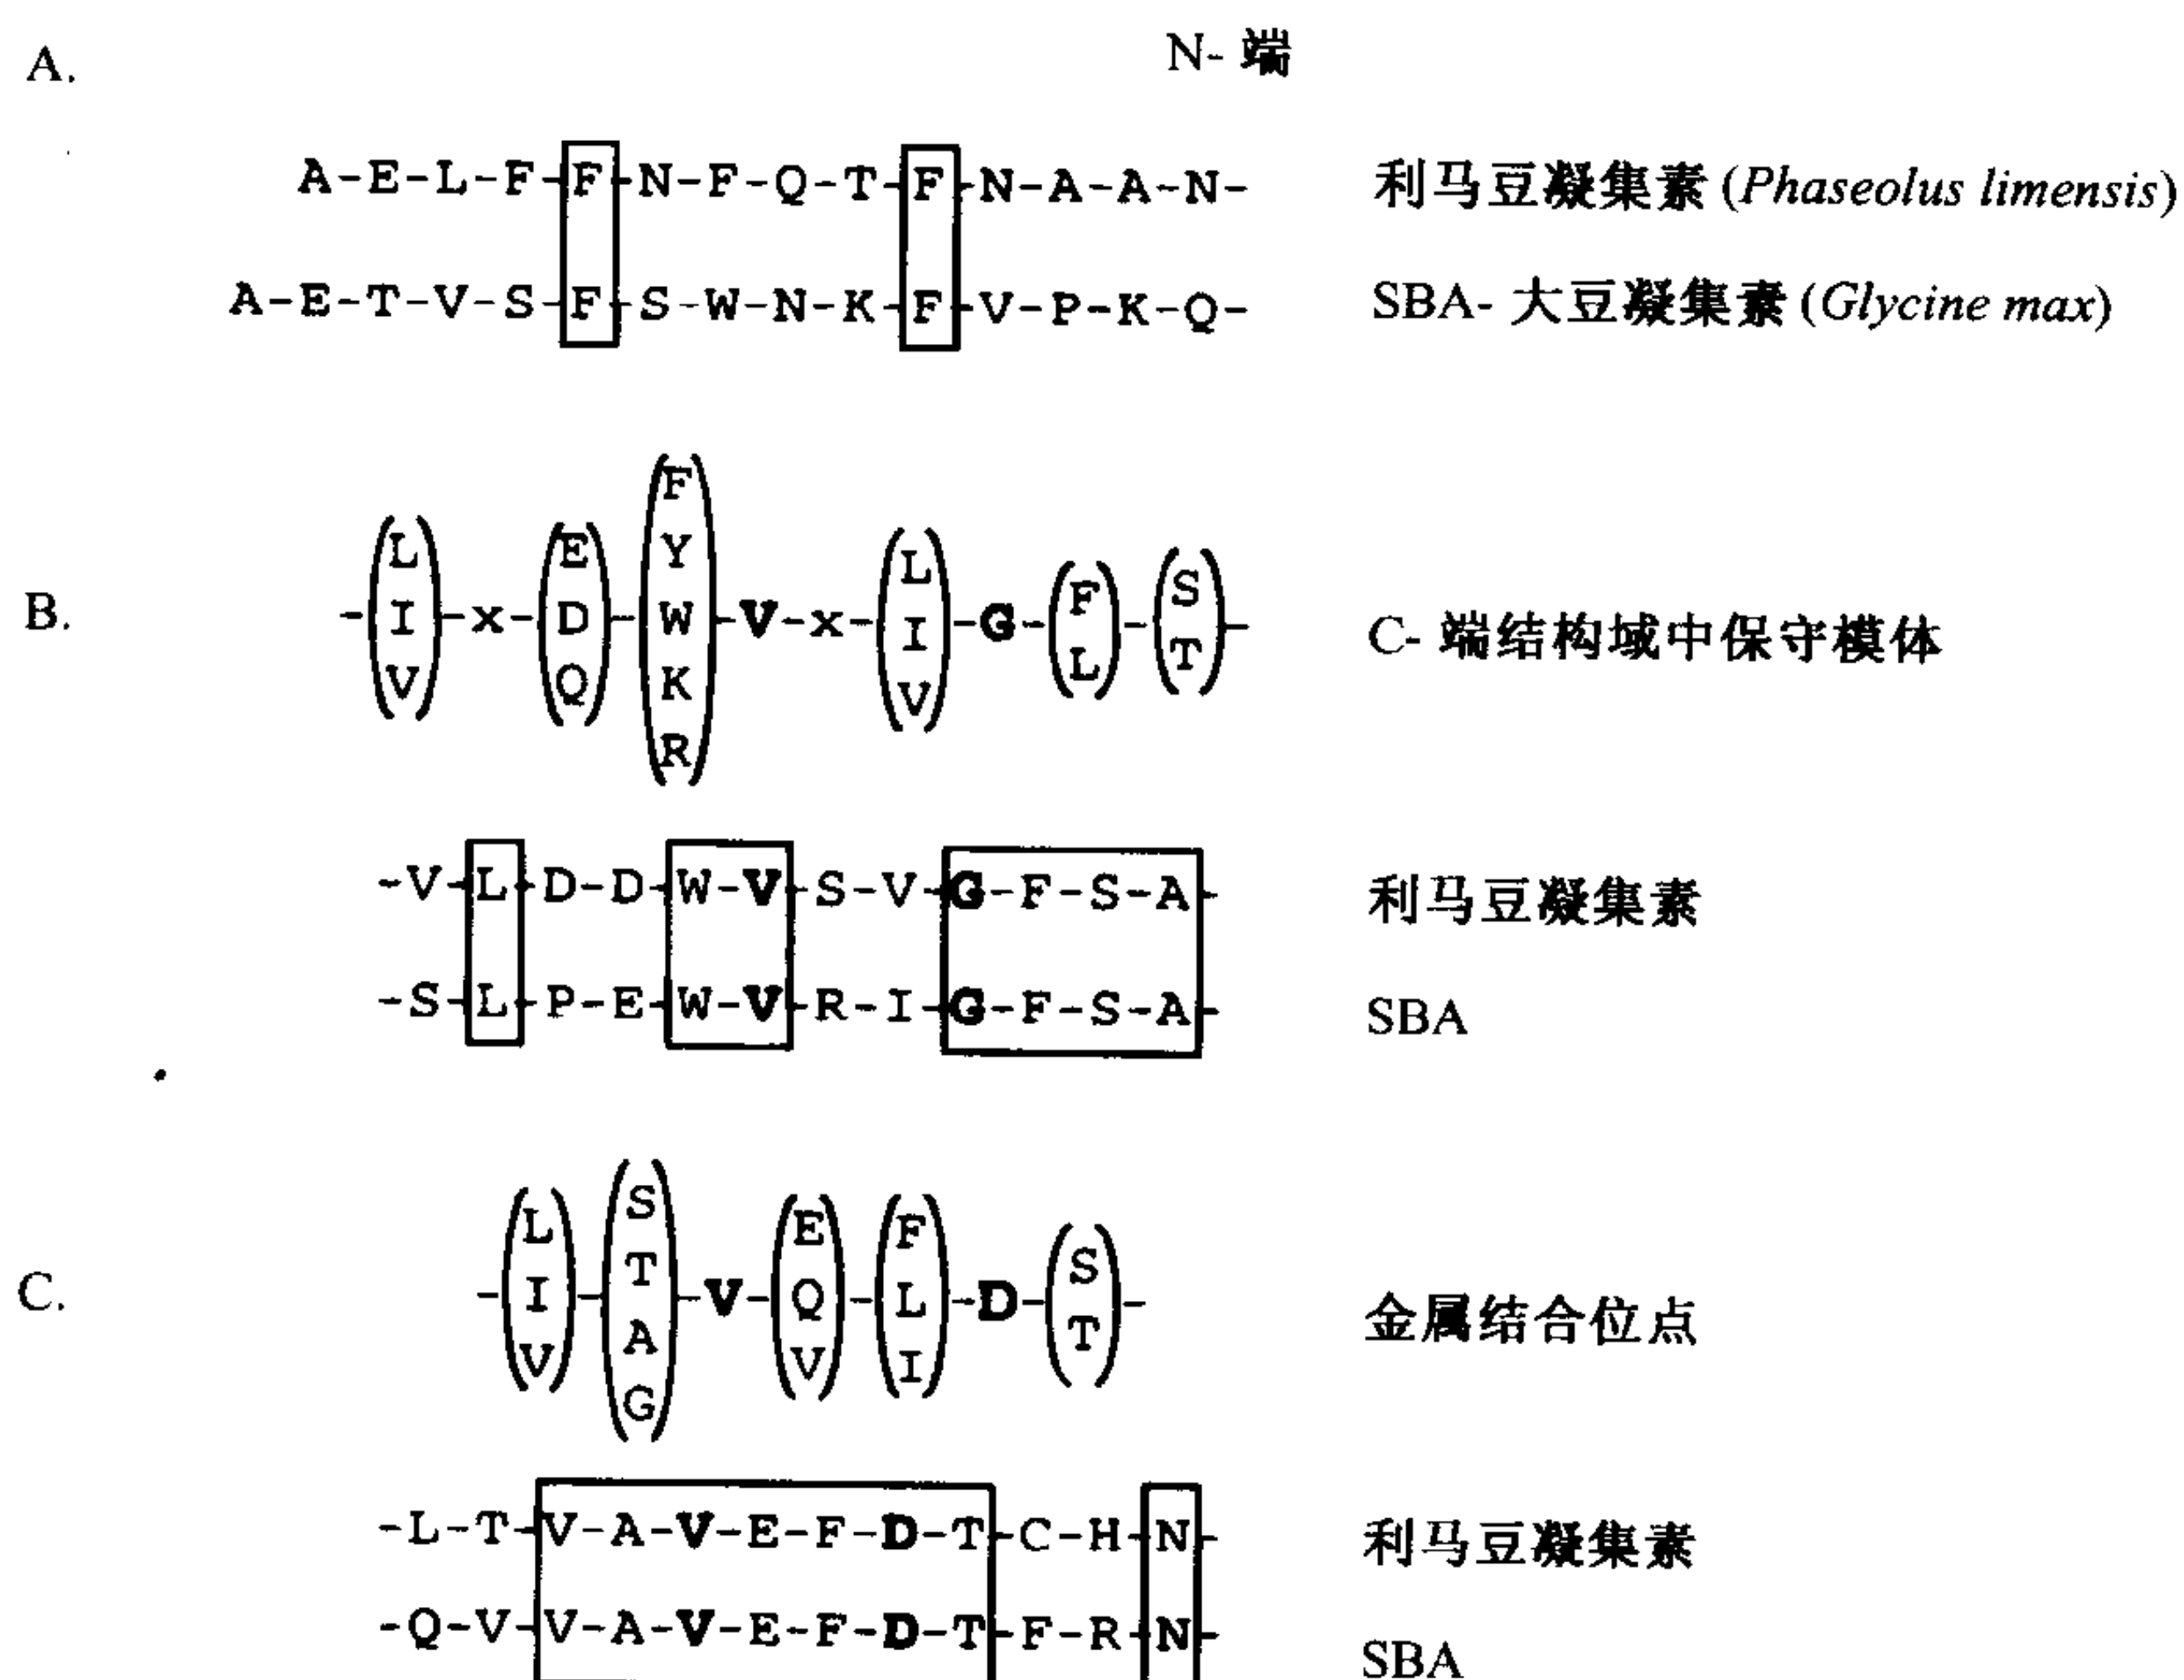 A. N- 端
A-E-L-F-F-N-F-Q-T-F-N-A-A-N- 利马豆凝集素 (Phaseolus limensis)
A-E-T-V-S-F-S-W-N-K-F-V-P-K-Q- SBA- 大豆凝集素 (Glycine max)
B. -(L I V)-x-(E D Q)-(F Y W K R)-V-x-(L I V)-G-(F L)-(S T)- C- 端结构域中保守模体
-V-L-D-D-W-V-S-V-G-F-S-A- 利马豆凝集素
-S-L-P-E-W-V-R-I-G-F-S-A- SBA
C. -(L I V)-(S T A G)-V-(E Q V)-(F L I)-D-(S T)- 金属结合位点
-L-T-V-A-V-E-F-D-T-C-H-N- 利马豆凝集素
-Q-V-V-A-V-E-F-D-T-F-R-N- SBA